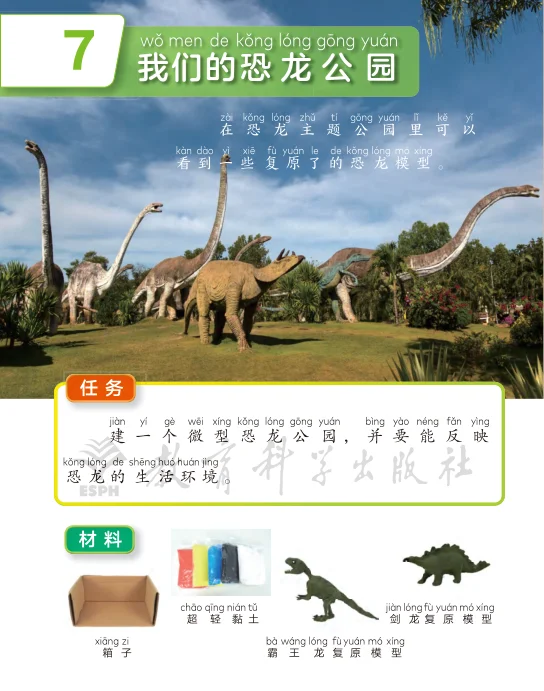 7
wǒ men de kǒng lóng gōng yuán
我们的恐龙公园
zài kǒng lóng zhǔ tí gōng yuán lǐ kě yǐ
在恐龙主题公园里可以
kàn dào yì xiē fù yuán le de kǒng lóng mó xíng
看到一些复原了的恐龙模型。
任务
jiàn yí gè wēi xíng kǒng lóng gōng yuán bìng yào néng fǎn yìng
建一个微型恐龙公园，并要能反映
kǒng lóng de shēng huó huán jìng
恐龙的生活环境。
ESPH
教育科学出版社
材料
chāo qīng nián tǔ
超轻黏土
jiàn lóng fù yuán mó xíng
剑龙复原模型
xiāng zi
箱子
bà wáng lóng fù yuán mó xíng
霸王龙复原模型